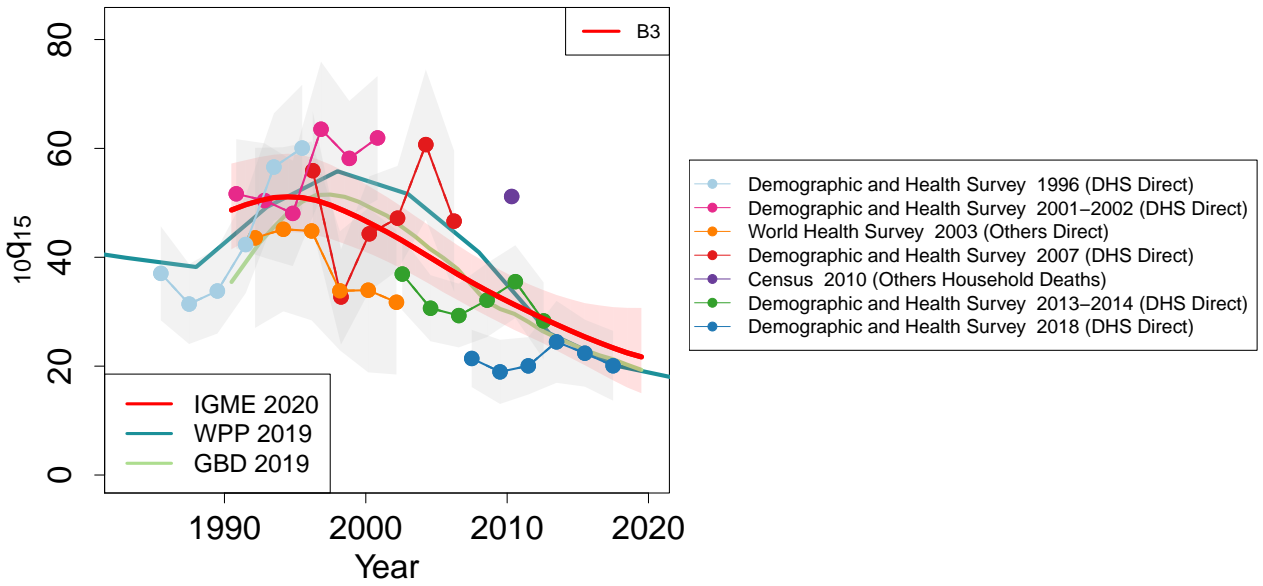 B3
80
60
40
20
0
10q15
IGME 2020
WPP 2019
GBD 2019
1990 2000 2010 2020
Year
Demographic and Health Survey 1996 (DHS Direct)
Demographic and Health Survey 2001−2002 (DHS Direct)
World Health Survey 2003 (Others Direct)
Demographic and Health Survey 2007 (DHS Direct)
Census 2010 (Others Household Deaths)
Demographic and Health Survey 2013−2014 (DHS Direct)
Demographic and Health Survey 2018 (DHS Direct)